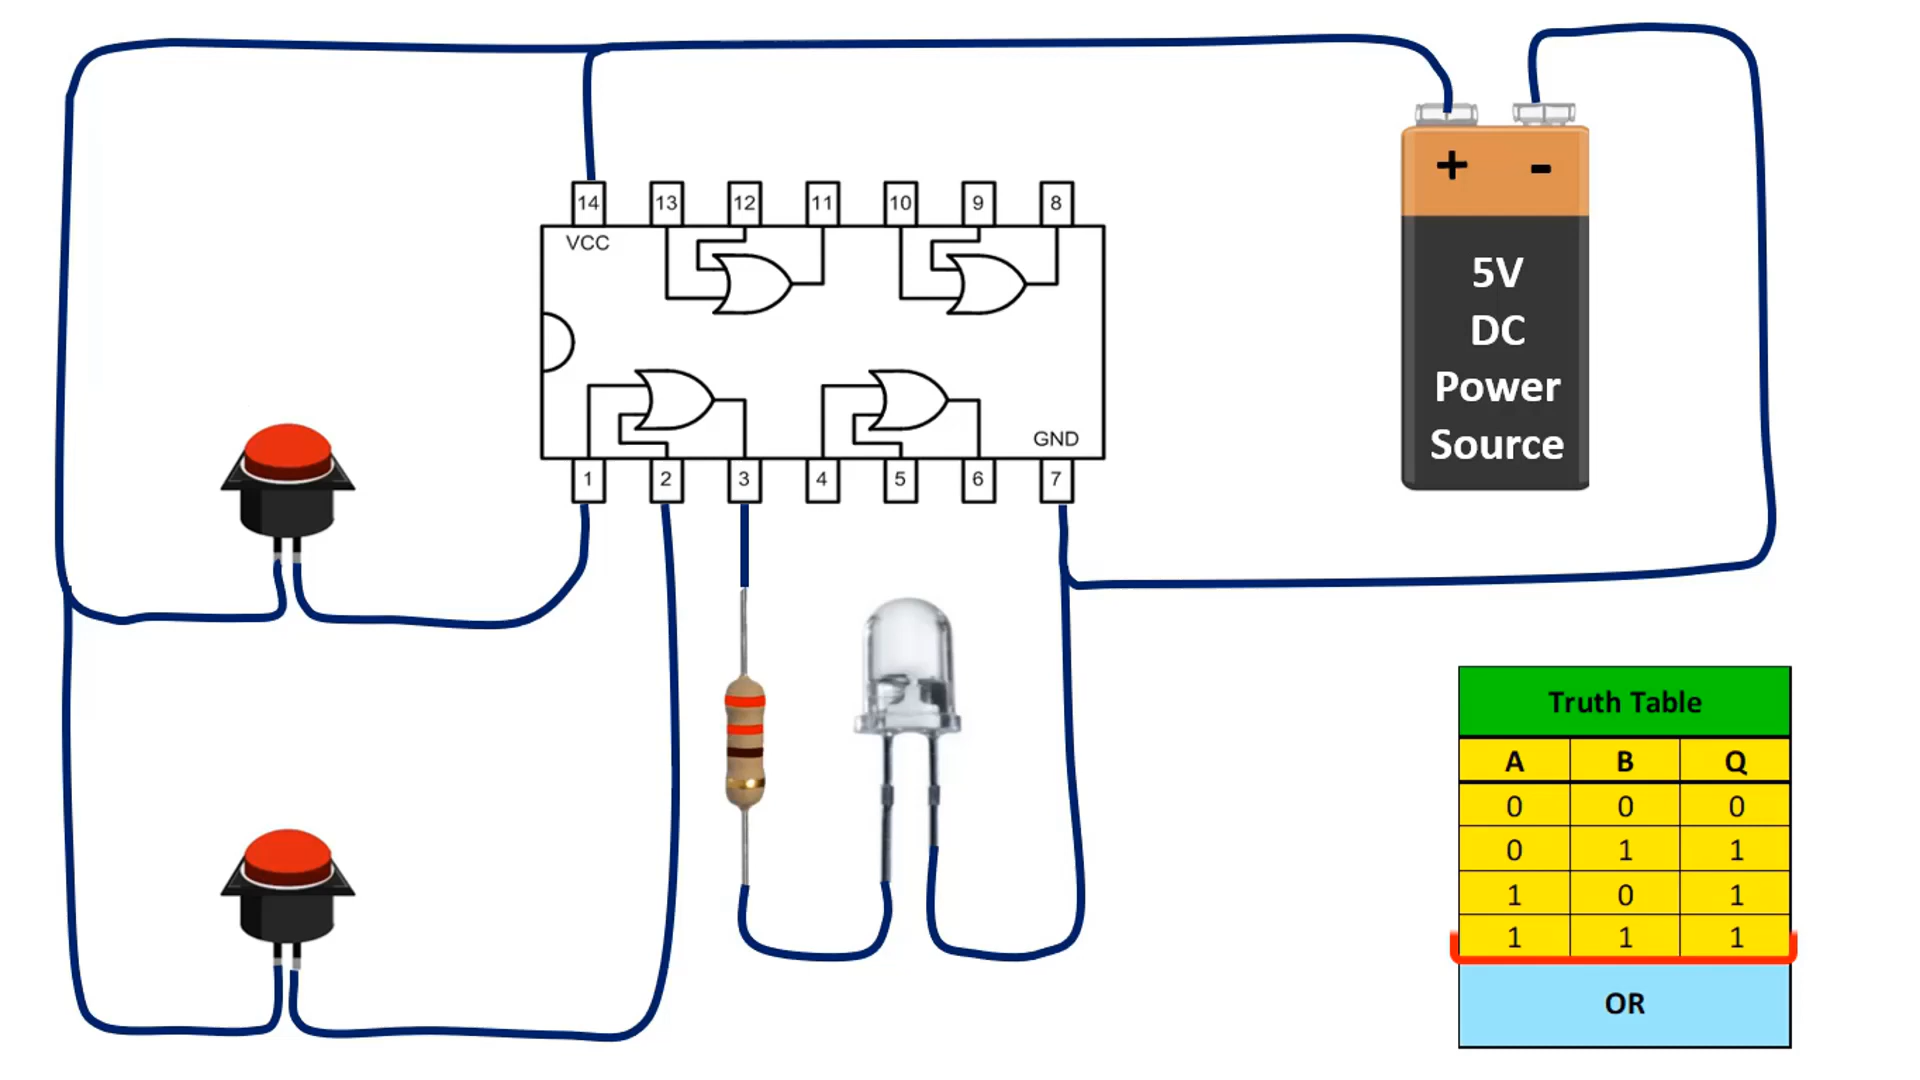 + -
14 13 12 11 10 9 8
VCC
5V
DC
Power
Source
GND
1 2 3 4 5 6 7
Truth Table
A B Q
0 0 0
0 1 1
1 0 1
1 1 1
OR